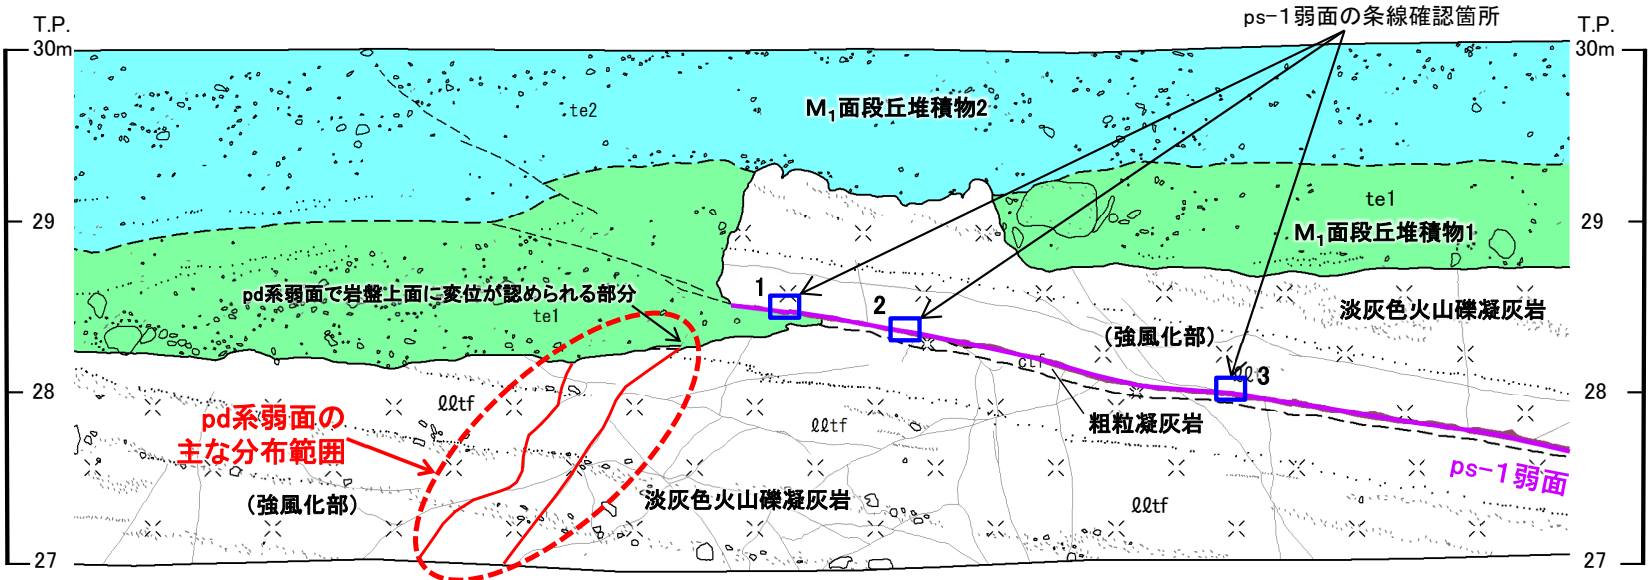 ps-1弱面の条線確認箇所
T.P.
T.P.
30m
30m
te2
M1面段丘堆積物2
te1
29
29
M1面段丘堆積物1
1
pd系弱面で岩盤上面に変位が認められる部分
2
淡灰色火山礫凝灰岩
te1
(強風化部)
ctf
ℓℓtf
3
28
28
ℓℓtf
pd系弱面の
主な分布範囲
ℓℓtf
粗粒凝灰岩
ps-1弱面
(強風化部)
淡灰色火山礫凝灰岩
ℓℓtf
27
27